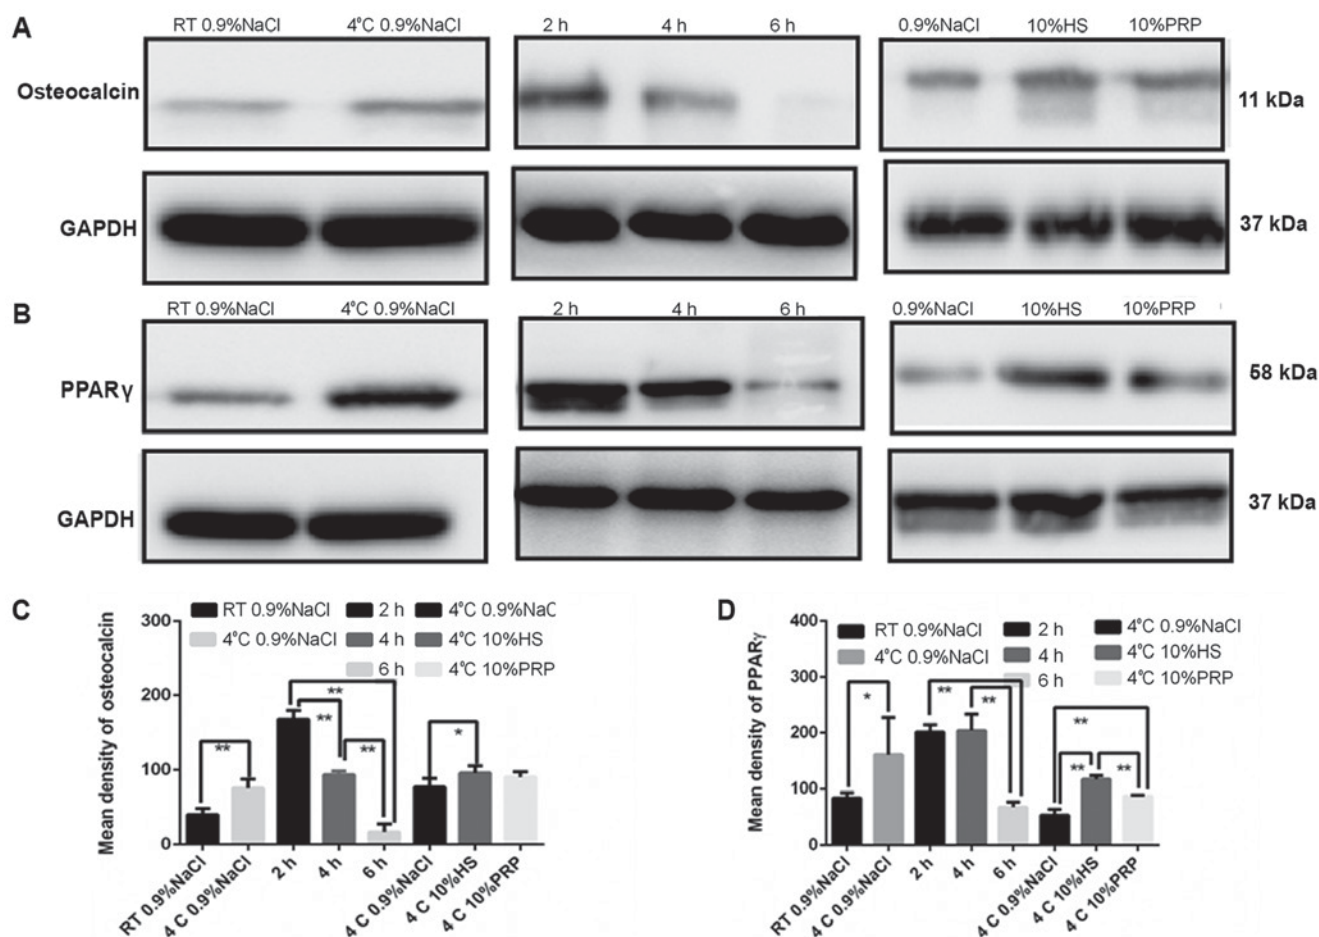 A
RT 0.9%NaCl 4°C 0.9%NaCl 2 h 4 h 6 h 0.9%NaCl 10%HS 10%PRP
Osteocalcin 11 kDa
GAPDH 37 kDa
B
RT 0.9%NaCl 4°C 0.9%NaCl 2 h 4 h 6 h 0.9%NaCl 10%HS 10%PRP
PPARγ 58 kDa
GAPDH 37 kDa
C
Mean density of osteocalcin
300
200
100
0
RT 0.9%NaCl 2 h 4°C 0.9%NaC
4°C 0.9%NaCl 4 h 4°C 10%HS
6 h 4°C 10%PRP
** ** ** ** *
RT 0.9%NaCl 4 C 0.9%NaCl 2 h 4 h 6 h 4 C 0.9%NaCl 4 C 10%HS 4 C 10%PRP
D
Mean density of PPARγ
400
300
200
100
0
RT 0.9%NaCl 2 h 4°C 0.9%NaCl
4°C 0.9%NaCl 4 h 4°C 10%HS
6 h 4°C 10%PRP
* ** ** ** ** **
RT 0.9%NaCl 4 C 0.9%NaCl 2 h 4 h 6 h 4 C 0.9%NaCl 4 C 10%HS 4 C 10%PRP